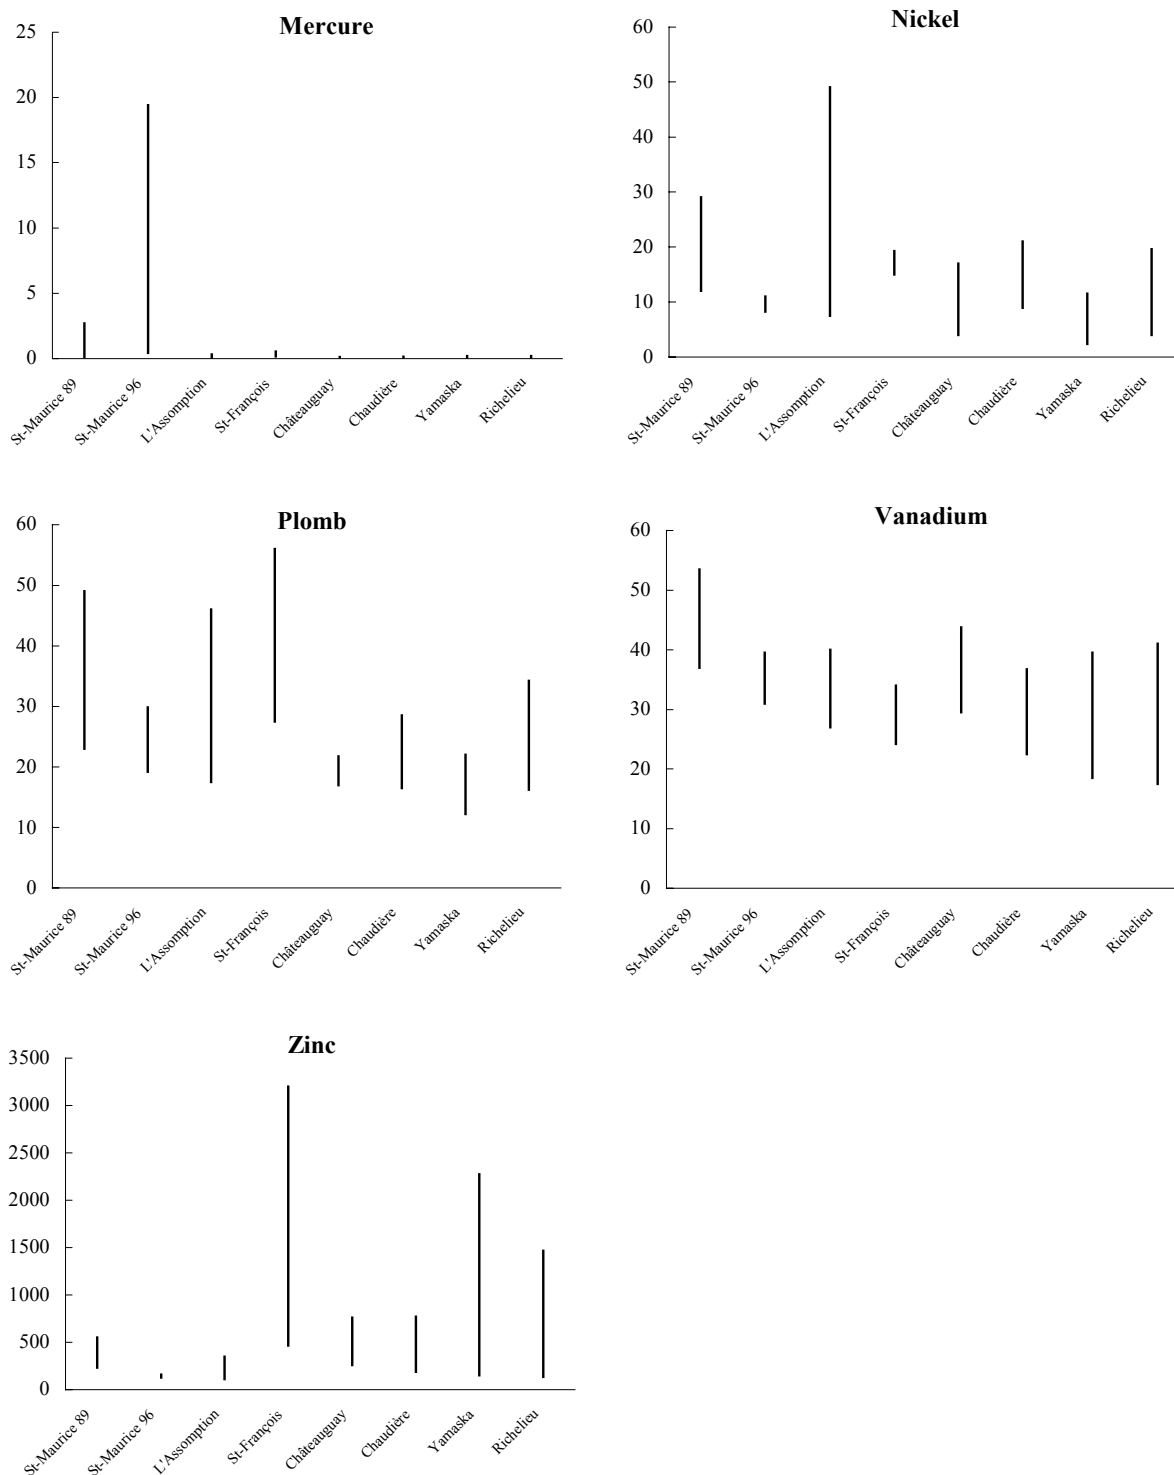 Mercure
25
20
15
10
5
0
St-Maurice 89
St-Maurice 96
L'Assomption
St-François
Châteauguay
Chaudière
Yamaska
Richelieu
Nickel
60
50
40
30
20
10
0
St-Maurice 89
St-Maurice 96
L'Assomption
St-François
Châteauguay
Chaudière
Yamaska
Richelieu
Plomb
60
50
40
30
20
10
0
St-Maurice 89
St-Maurice 96
L'Assomption
St-François
Châteauguay
Chaudière
Yamaska
Richelieu
Vanadium
60
50
40
30
20
10
0
St-Maurice 89
St-Maurice 96
L'Assomption
St-François
Châteauguay
Chaudière
Yamaska
Richelieu
Zinc
3500
3000
2500
2000
1500
1000
500
0
St-Maurice 89
St-Maurice 96
L'Assomption
St-François
Châteauguay
Chaudière
Yamaska
Richelieu